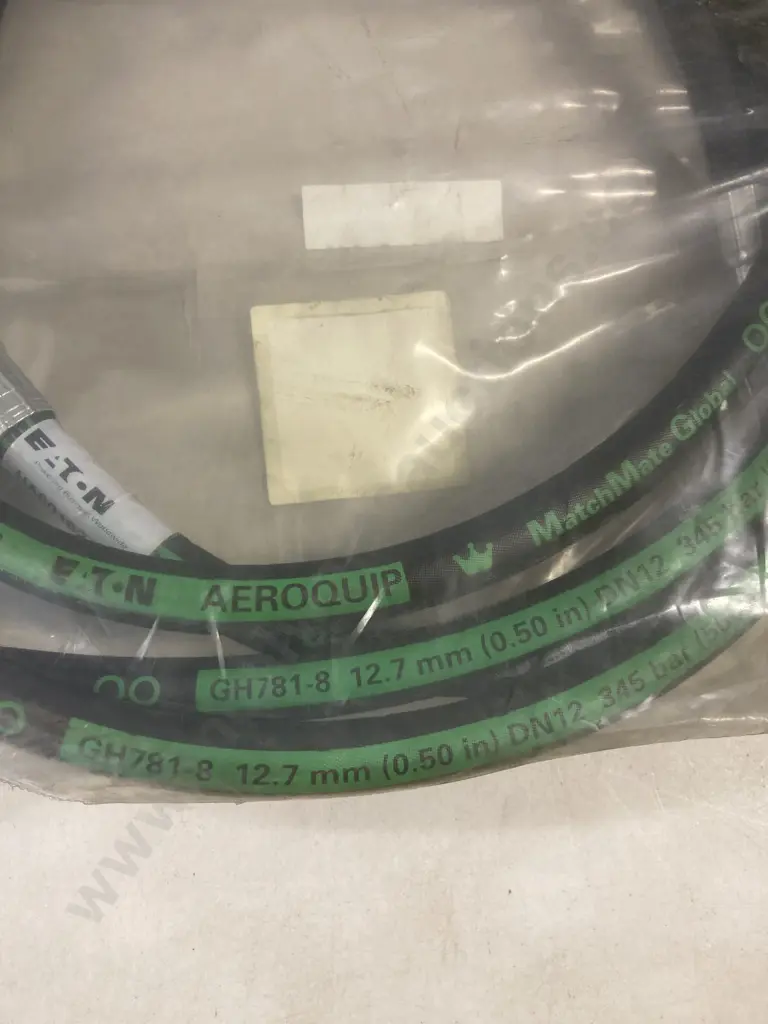 E·T·N
E·T·N AEROQUIP MatchMate Global
GH781-8 12.7 mm (0.50 in) DN12 345 bar
GH781-8 12.7 mm (0.50 in) DN12 345 bar
www.